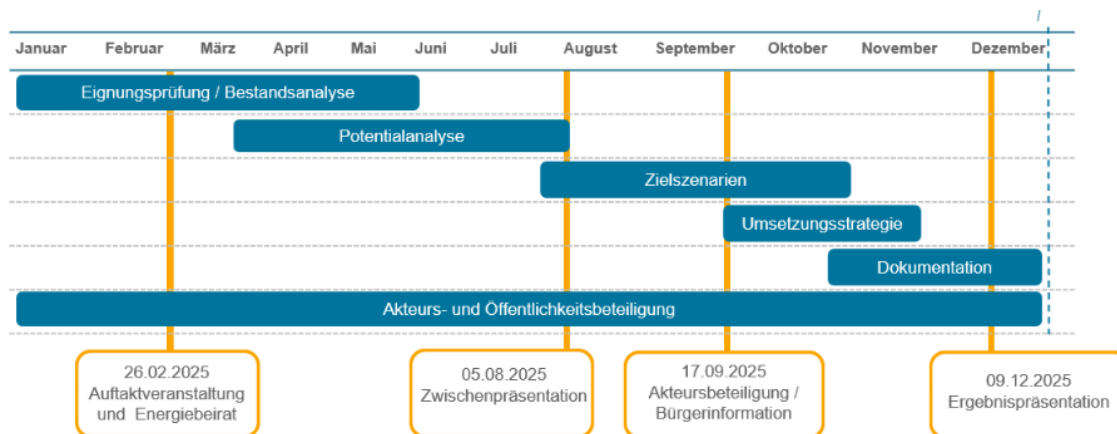 /
Januar Februar März April Mai Juni Juli August September Oktober November Dezember
Eignungsprüfung / Bestandsanalyse
Potentialanalyse
Zielszenarien
Umsetzungsstrategie
Dokumentation
Akteurs- und Öffentlichkeitsbeteiligung
26.02.2025
Auftaktveranstaltung
und Energiebeirat
05.08.2025
Zwischenpräsentation
17.09.2025
Akteursbeteiligung /
Bürgerinformation
09.12.2025
Ergebnispräsentation